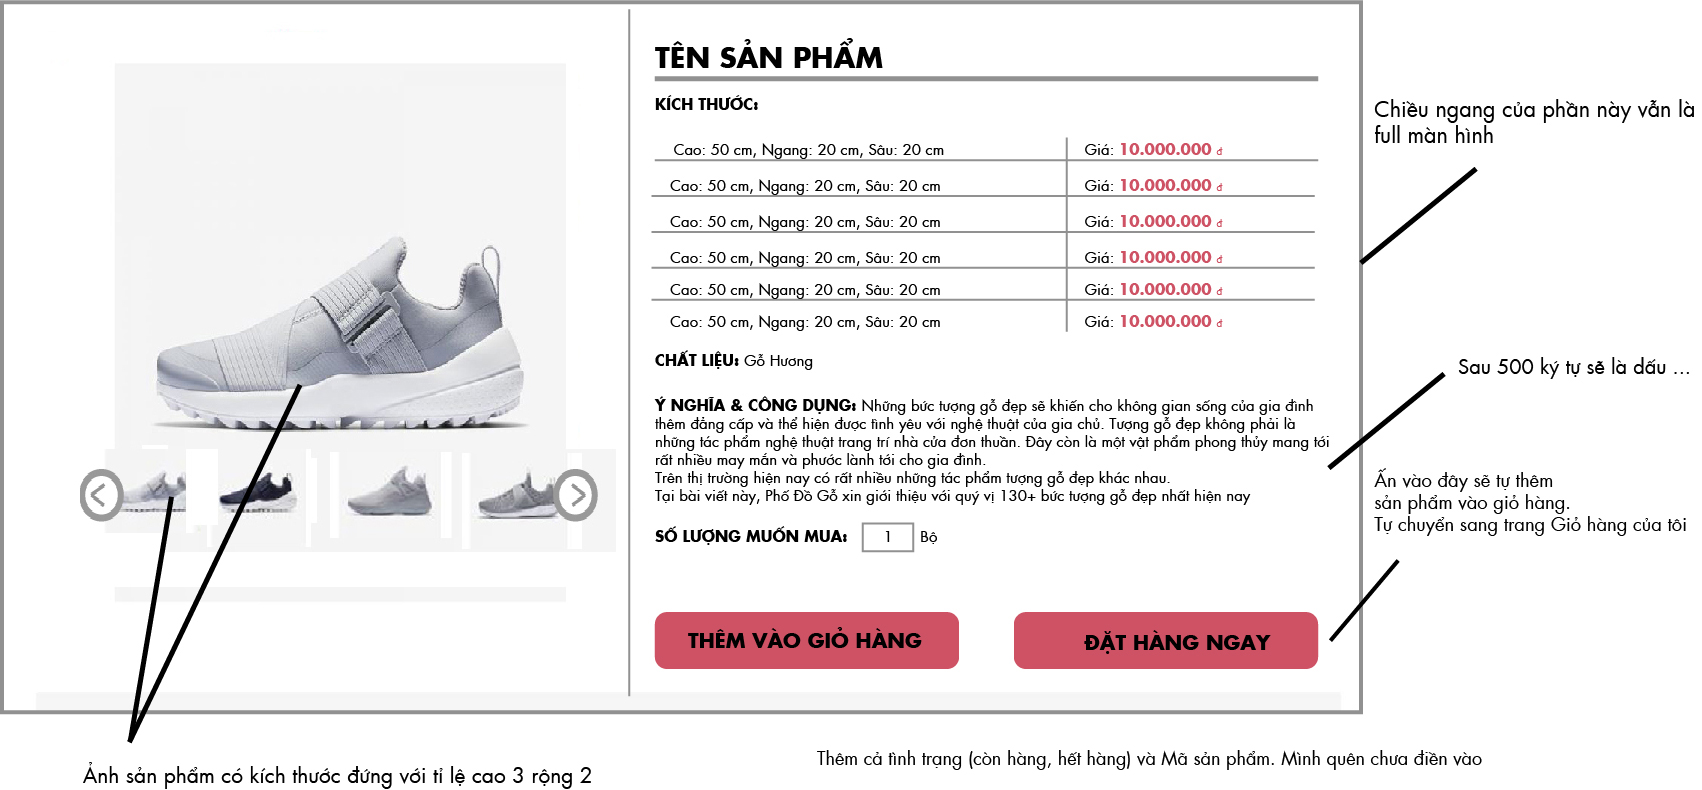 TÊN SẢN PHẨM
KÍCH THƯỚC:
Cao: 50 cm, Ngang: 20 cm, Sâu: 20 cm Giá: 10.000.000 đ
Cao: 50 cm, Ngang: 20 cm, Sâu: 20 cm Giá: 10.000.000 đ
Cao: 50 cm, Ngang: 20 cm, Sâu: 20 cm Giá: 10.000.000 đ
Cao: 50 cm, Ngang: 20 cm, Sâu: 20 cm Giá: 10.000.000 đ
Cao: 50 cm, Ngang: 20 cm, Sâu: 20 cm Giá: 10.000.000 đ
Cao: 50 cm, Ngang: 20 cm, Sâu: 20 cm Giá: 10.000.000 đ
CHẤT LIỆU: Gỗ Hương
Ý NGHĨA & CÔNG DỤNG: Những bức tượng gỗ đẹp sẽ khiến cho không gian sống của gia đình
thêm đẳng cấp và thể hiện được tình yêu với nghệ thuật của gia chủ. Tượng gỗ đẹp không phải là
những tác phẩm nghệ thuật trang trí nhà cửa đơn thuần. Đây còn là một vật phẩm phong thủy mang tới
rất nhiều may mắn và phước lành tới cho gia đình.
Trên thị trường hiện nay có rất nhiều những tác phẩm tượng gỗ đẹp khác nhau.
Tại bài viết này, Phố Đồ Gỗ xin giới thiệu với quý vị 130+ bức tượng gỗ đẹp nhất hiện nay
SỐ LƯỢNG MUỐN MUA: 1 Bộ
THÊM VÀO GIỎ HÀNG
ĐẶT HÀNG NGAY
Chiều ngang của phần này vẫn là
full màn hình
Sau 500 ký tự sẽ là dấu ...
Ấn vào đây sẽ tự thêm
sản phẩm vào giỏ hàng.
Tự chuyển sang trang Giỏ hàng của tôi
Thêm cả tình trạng (còn hàng, hết hàng) và Mã sản phẩm. Mình quên chưa điền vào
Ảnh sản phẩm có kích thước đứng với tỉ lệ cao 3 rộng 2